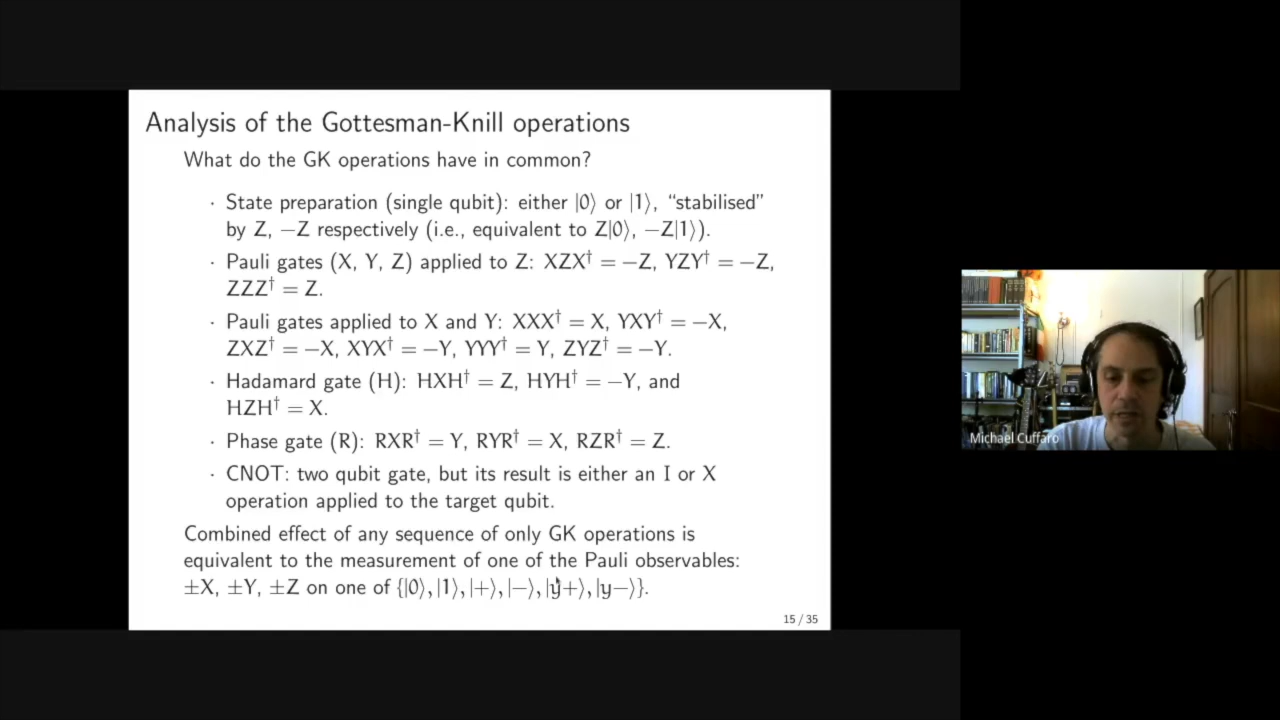 Analysis of the Gottesman-Knill operations
What do the GK operations have in common?
· State preparation (single qubit): either |0⟩ or |1⟩, “stabilised”
by Z, −Z respectively (i.e., equivalent to Z|0⟩, −Z|1⟩).
· Pauli gates (X, Y, Z) applied to Z: XZX† = −Z, YZY† = −Z,
ZZZ† = Z.
· Pauli gates applied to X and Y: XXX† = X, YXY† = −X,
ZXZ† = −X, XYX† = −Y, YYY† = Y, ZYZ† = −Y.
· Hadamard gate (H): HXH† = Z, HYH† = −Y, and
HZH† = X.
· Phase gate (R): RXR† = Y, RYR† = X, RZR† = Z.
· CNOT: two qubit gate, but its result is either an I or X
operation applied to the target qubit.
Combined effect of any sequence of only GK operations is
equivalent to the measurement of one of the Pauli observables:
±X, ±Y, ±Z on one of {|0⟩, |1⟩, |+⟩, |−⟩, |y+⟩, |y−⟩}.
15 / 35
Michael Cuffaro